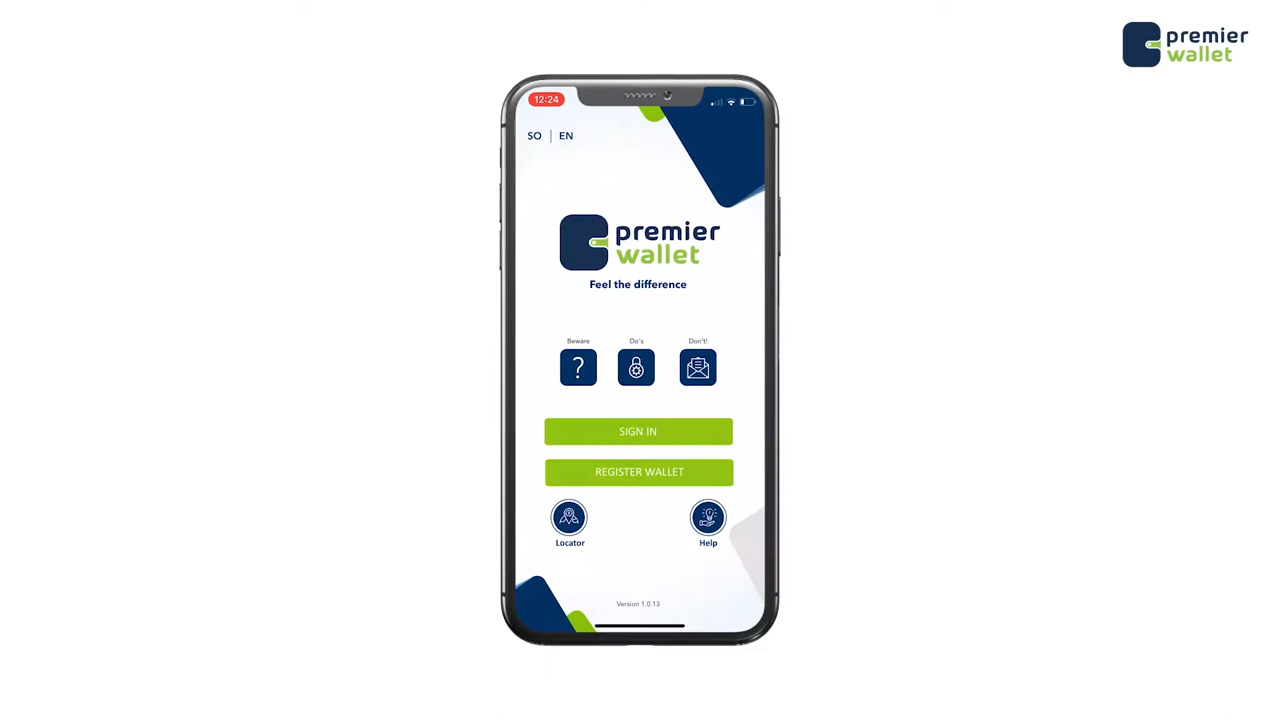 premier
wallet
12:24
SO | EN
premier
wallet
Feel the difference
Beware
Do's
Don't!
?
SIGN IN
REGISTER WALLET
Locator
Help
Version 1.0.13